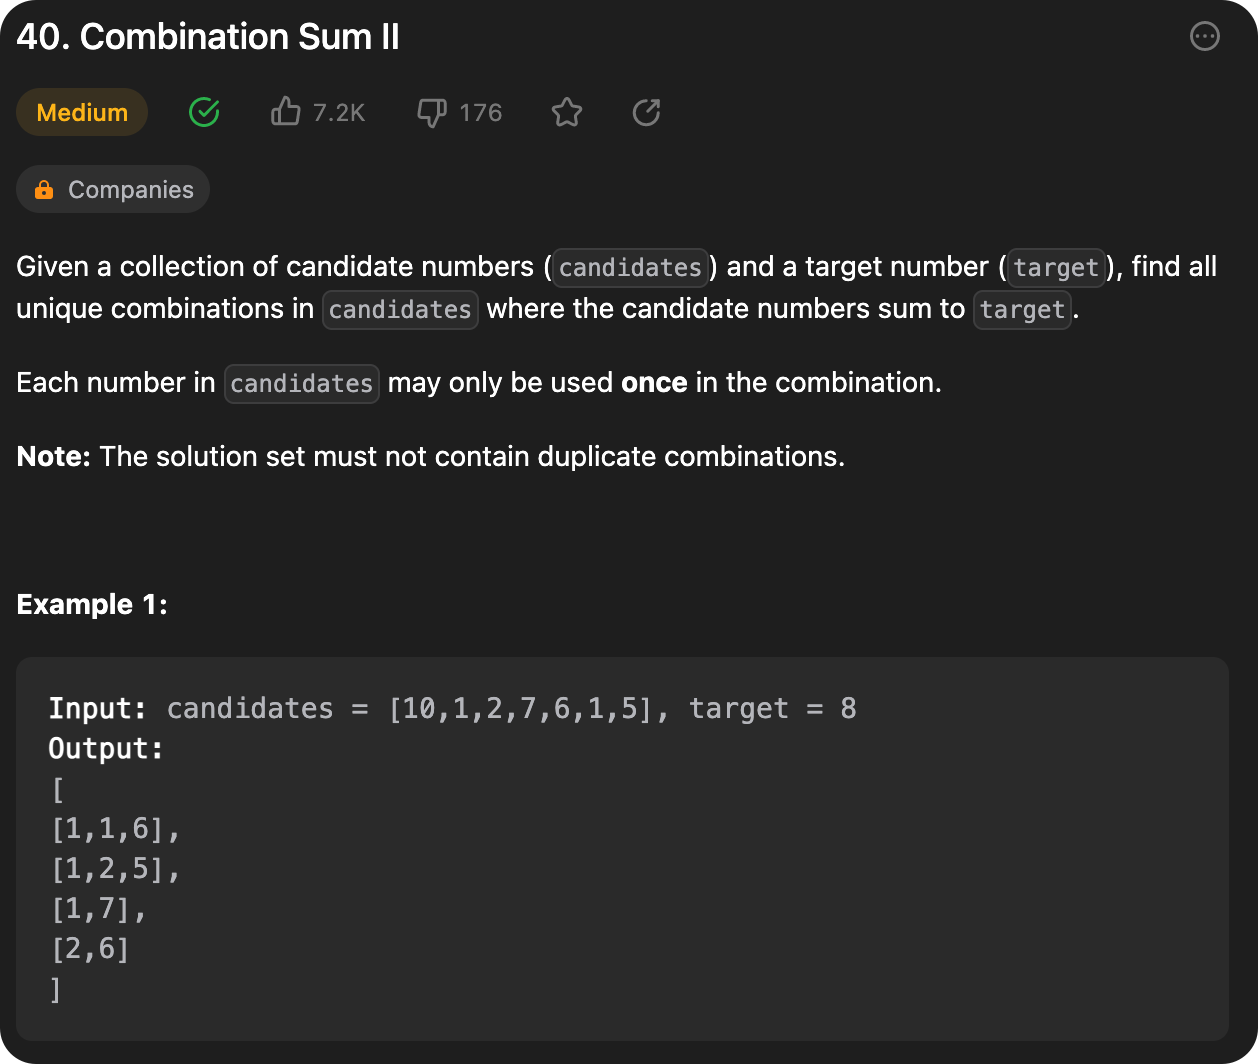 40. Combination Sum II
Medium 7.2K 176
Companies
Given a collection of candidate numbers (candidates) and a target number (target), find all
unique combinations in candidates where the candidate numbers sum to target.
Each number in candidates may only be used once in the combination.
Note: The solution set must not contain duplicate combinations.
Example 1:
Input: candidates = [10,1,2,7,6,1,5], target = 8
Output:
[
[1,1,6],
[1,2,5],
[1,7],
[2,6]
]